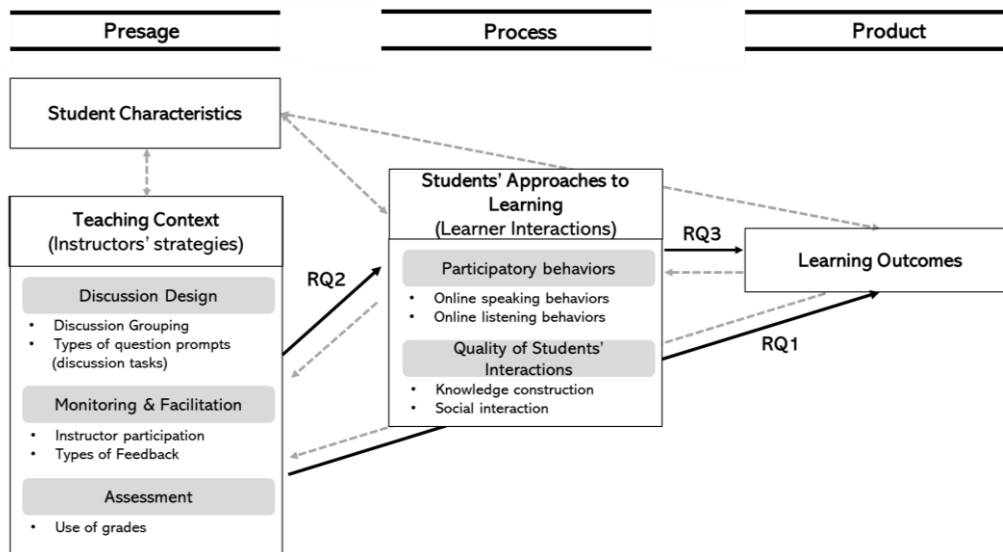 Presage
Process
Product
Student Characteristics
Teaching Context
(Instructors' strategies)
Discussion Design
• Discussion Grouping
• Types of question prompts
(discussion tasks)
Monitoring & Facilitation
• Instructor participation
• Types of Feedback
Assessment
• Use of grades
RQ2
Students' Approaches to
Learning
(Learner Interactions)
Participatory behaviors
• Online speaking behaviors
• Online listening behaviors
Quality of Students'
Interactions
• Knowledge construction
• Social interaction
RQ3
RQ1
Learning Outcomes